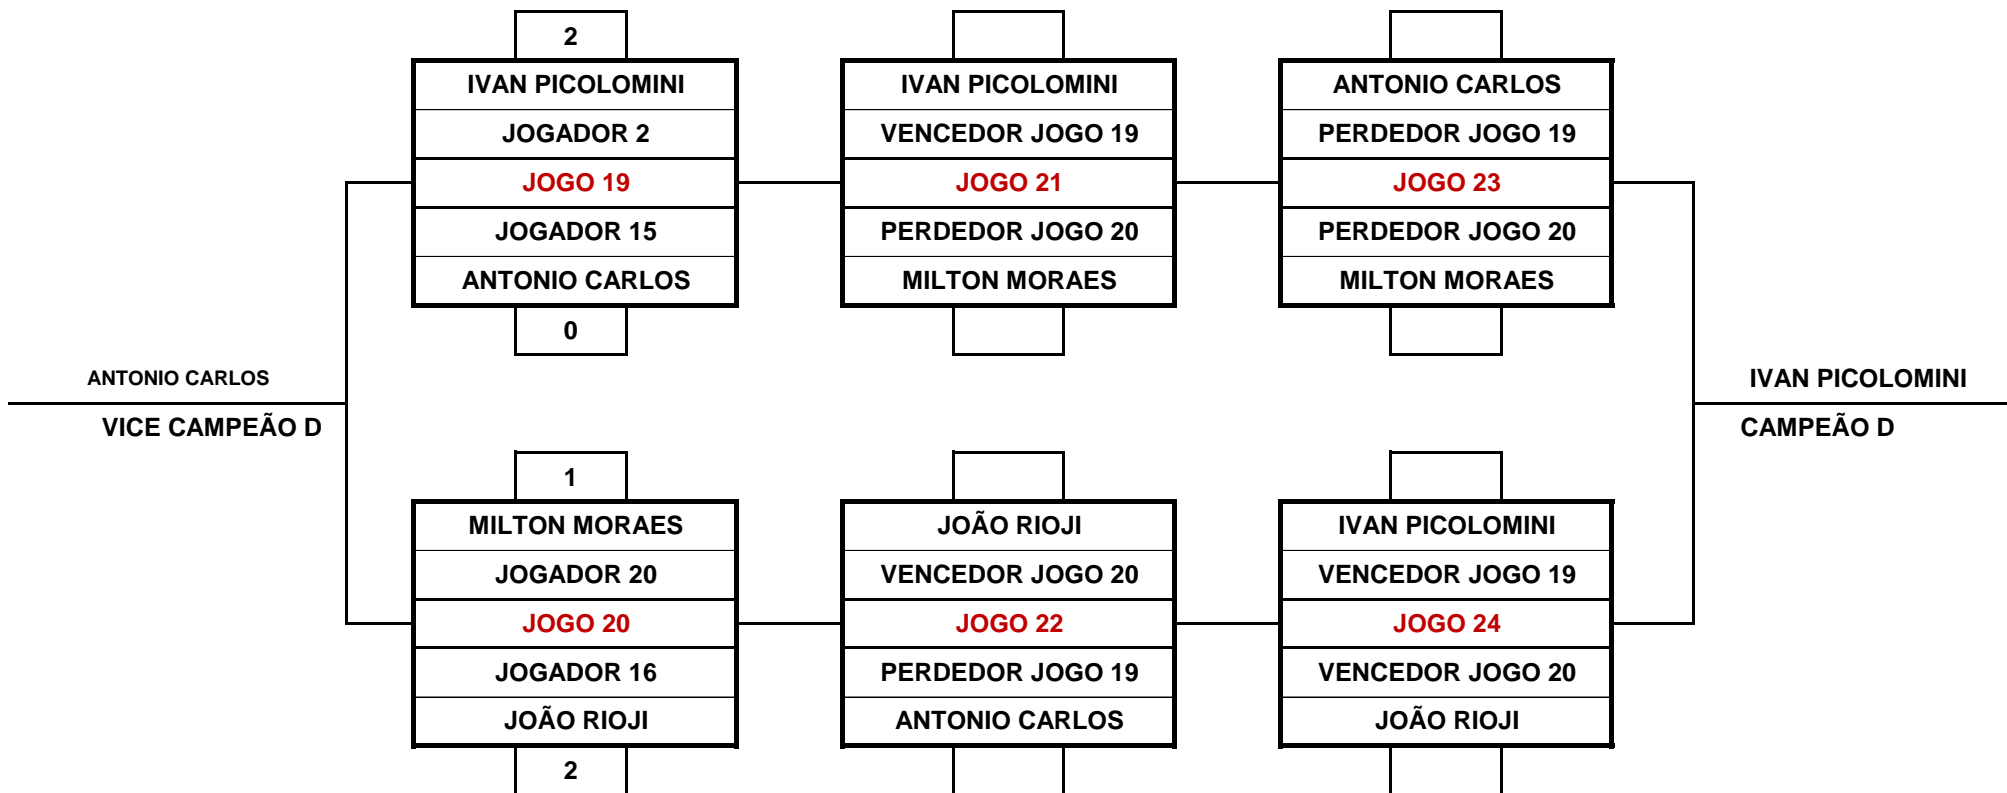 2
IVAN PICOLOMINI
JOGADOR 2
JOGO 19
JOGADOR 15
ANTONIO CARLOS
0
IVAN PICOLOMINI
VENCEDOR JOGO 19
JOGO 21
PERDEDOR JOGO 20
MILTON MORAES
ANTONIO CARLOS
PERDEDOR JOGO 19
JOGO 23
PERDEDOR JOGO 20
MILTON MORAES
ANTONIO CARLOS
VICE CAMPEÃO D
IVAN PICOLOMINI
CAMPEÃO D
1
MILTON MORAES
JOGADOR 20
JOGO 20
JOGADOR 16
JOÃO RIOJI
2
JOÃO RIOJI
VENCEDOR JOGO 20
JOGO 22
PERDEDOR JOGO 19
ANTONIO CARLOS
IVAN PICOLOMINI
VENCEDOR JOGO 19
JOGO 24
VENCEDOR JOGO 20
JOÃO RIOJI